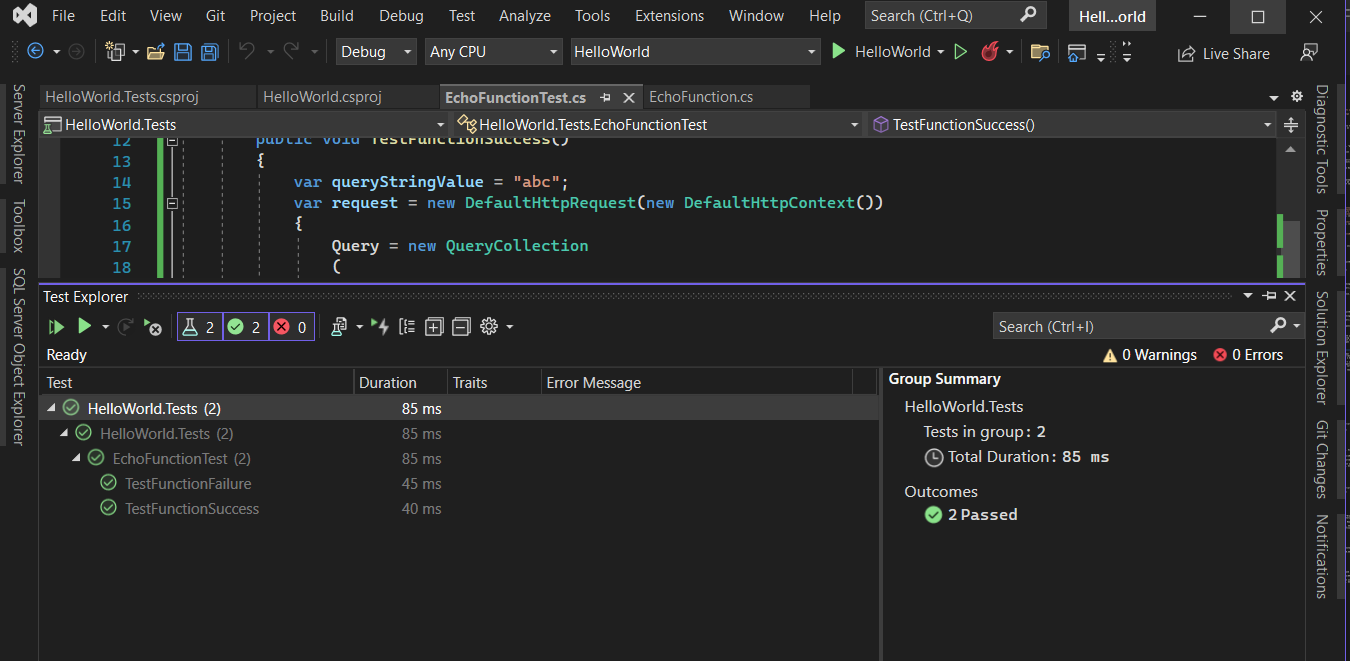 File Edit View Git Project Build Debug Test Analyze Tools Extensions Window Help Search (Ctrl+Q) Hell...orld
Debug Any CPU HelloWorld HelloWorld Live Share
HelloWorld.Tests.csproj HelloWorld.csproj EchoFunctionTest.cs EchoFunction.cs
HelloWorld.Tests HelloWorld.Tests.EchoFunctionTest TestFunctionSuccess()
12 public void TestFunctionSuccess()
13 {
14 var queryStringValue = "abc";
15 var request = new DefaultHttpRequest(new DefaultHttpContext())
16 {
17 Query = new QueryCollection
18 (
Server Explorer
Toolbox
SQL Server Object Explorer
Test Explorer
2 2 0 Search (Ctrl+I)
Ready 0 Warnings 0 Errors
Test Duration Traits Error Message
HelloWorld.Tests (2) 85 ms
HelloWorld.Tests (2) 85 ms
EchoFunctionTest (2) 85 ms
TestFunctionFailure 45 ms
TestFunctionSuccess 40 ms
Group Summary
HelloWorld.Tests
Tests in group: 2
Total Duration: 85 ms
Outcomes
2 Passed
Diagnostic Tools
Properties
Solution Explorer
Git Changes
Notifications